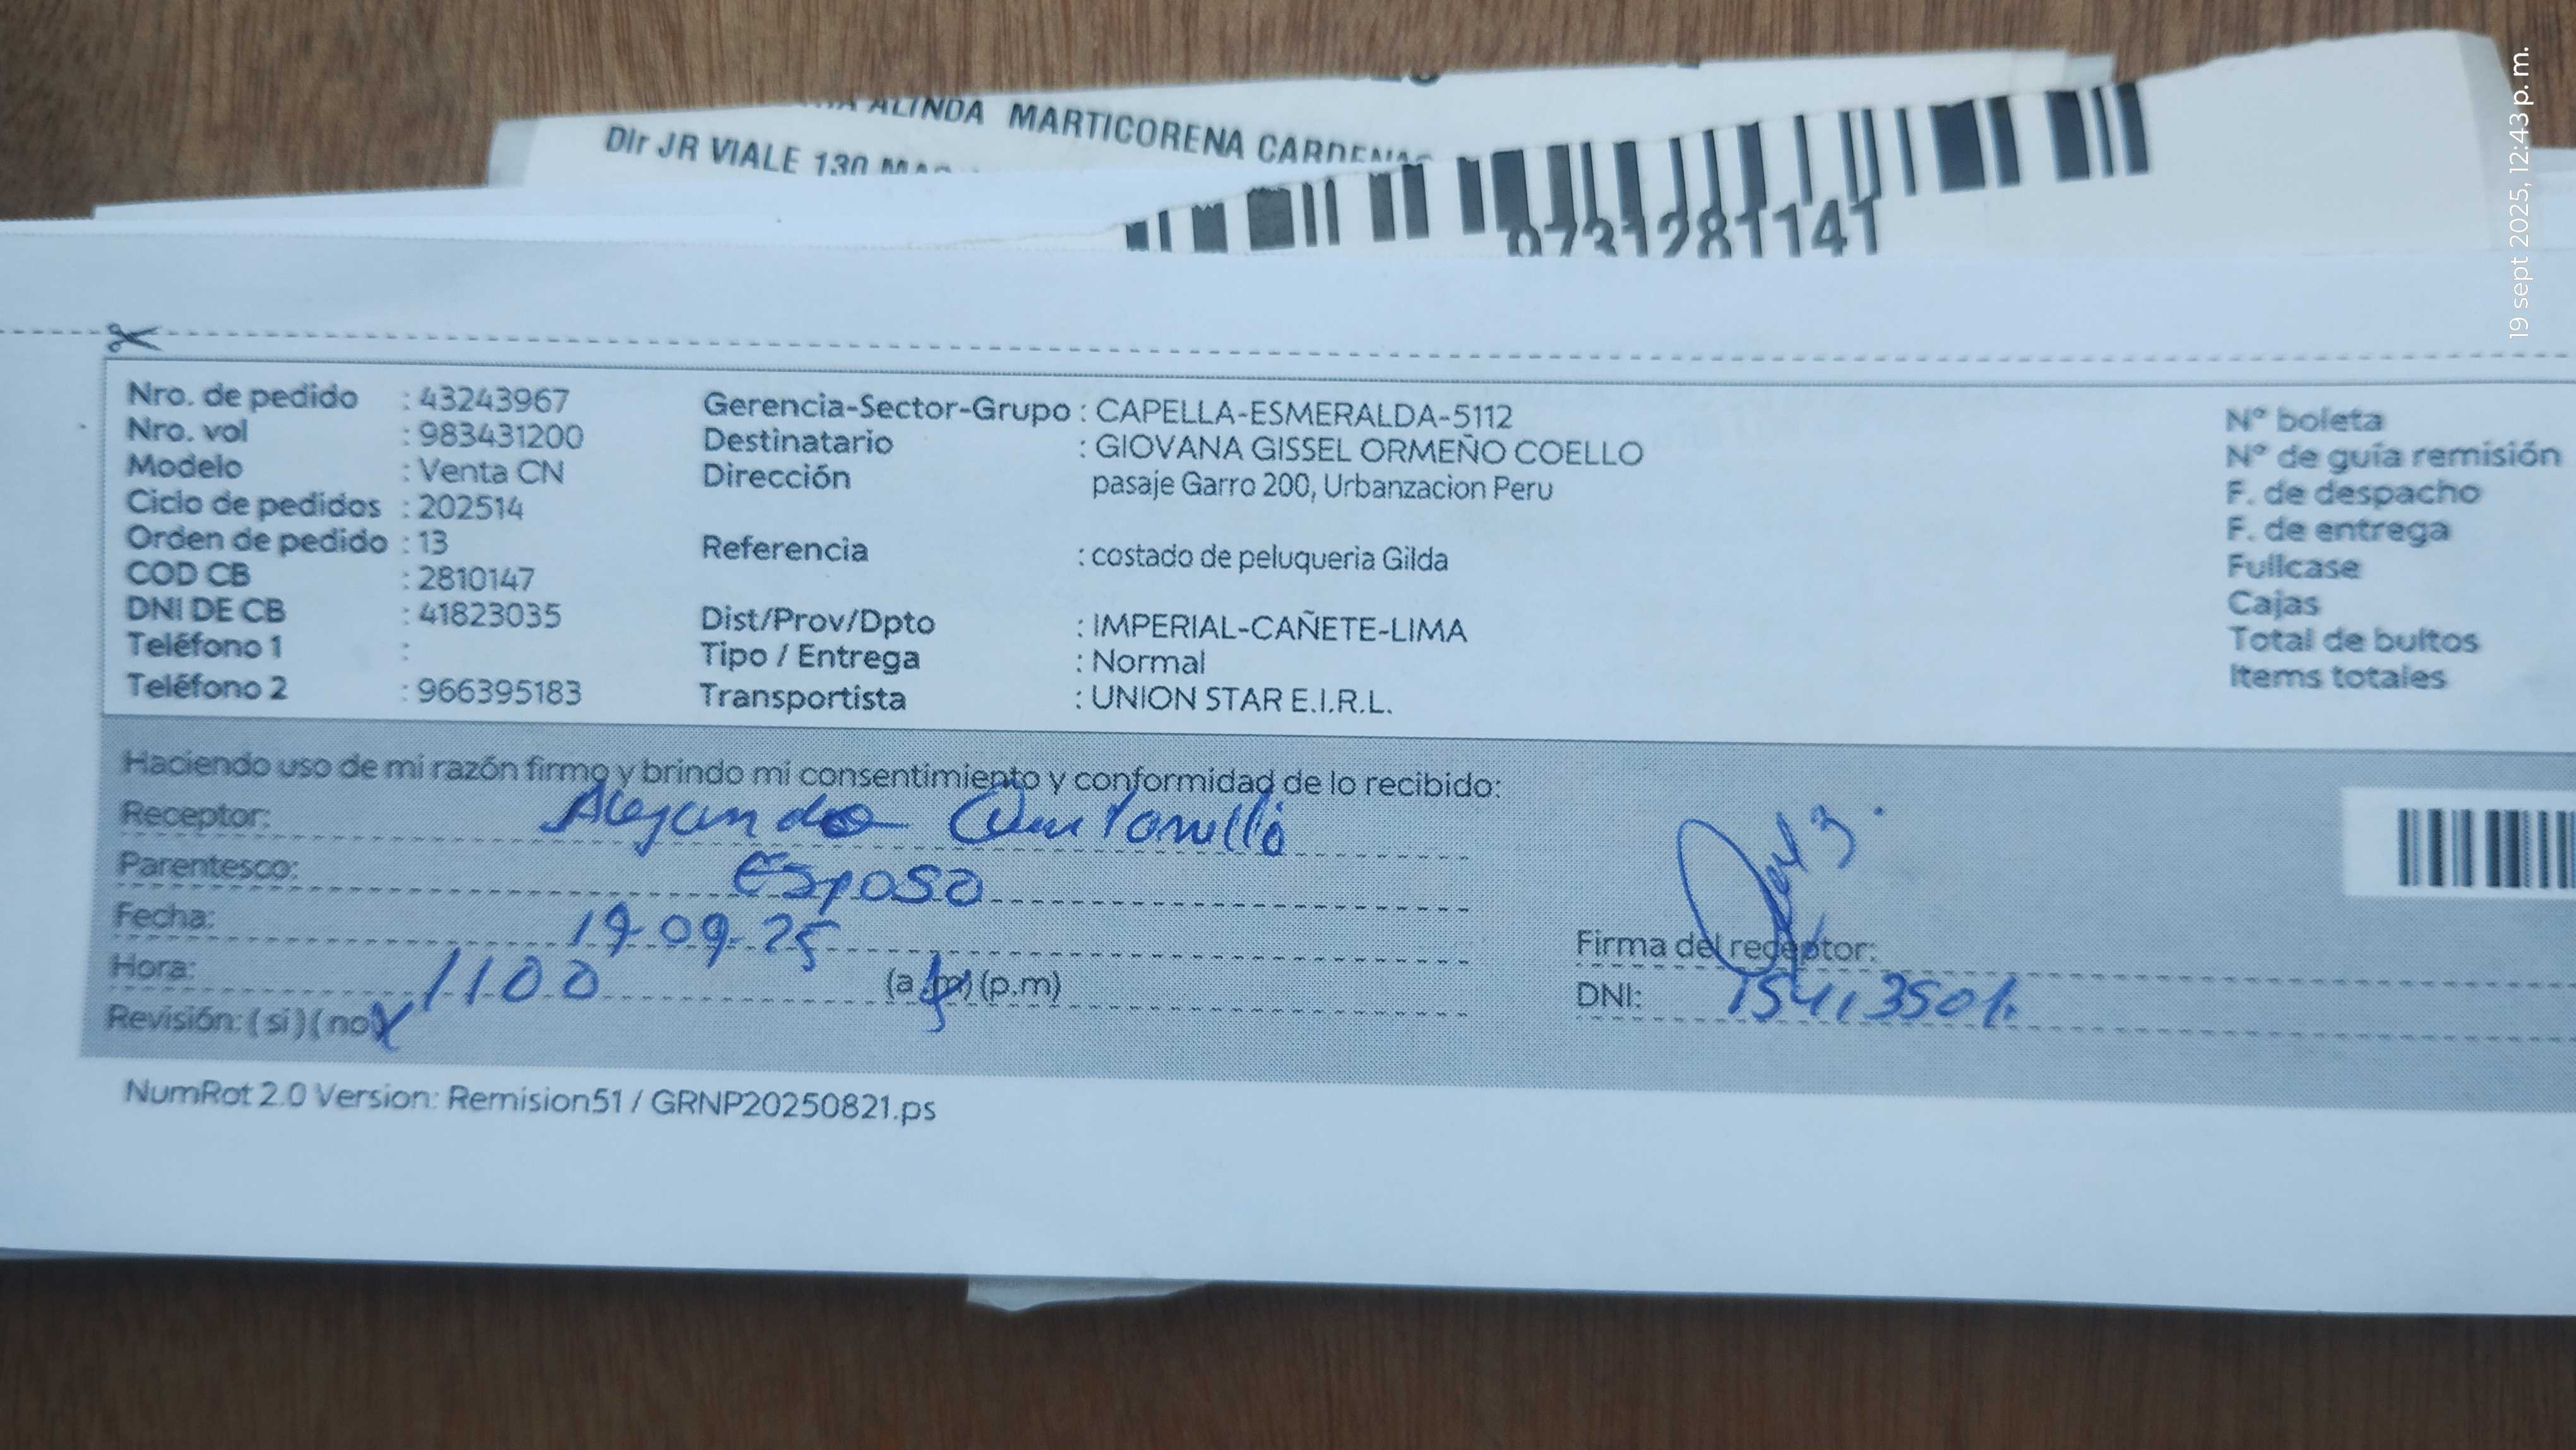 ALINDA MARTICORENA CARDENAS
Dir JR VIALE 130
0731281141
19 sept 2025, 12:43 p. m.
Nro. de pedido : 43243967
Nro. vol : 983431200
Modelo : Venta CN
Ciclo de pedidos : 202514
Orden de pedido : 13
COD CB : 2810147
DNI DE CB : 41823035
Teléfono 1 :
Teléfono 2 : 966395183
Gerencia-Sector-Grupo : CAPELLA-ESMERALDA-5112
Destinatario : GIOVANA GISSEL ORMEÑO COELLO
Dirección pasaje Garro 200, Urbanzacion Peru
Referencia : costado de peluqueria Gilda
Dist/Prov/Dpto : IMPERIAL-CAÑETE-LIMA
Tipo / Entrega : Normal
Transportista : UNION STAR E.I.R.L.
N° boleta
N° de guía remisión
F. de despacho
F. de entrega
Fullcase
Cajas
Total de bultos
Items totales
Haciendo uso de mi razón firmo y brindo mi consentimiento y conformidad de lo recibido:
Receptor: Alejandro
Parentesco: Esposo
Fecha: 19-09-25
Hora: 1100 (a.m) (p.m)
Revisión: ( si ) ( no X
Firma del receptor:
DNI:
NumRot 2.0 Version: Remision51 / GRNP20250821.ps